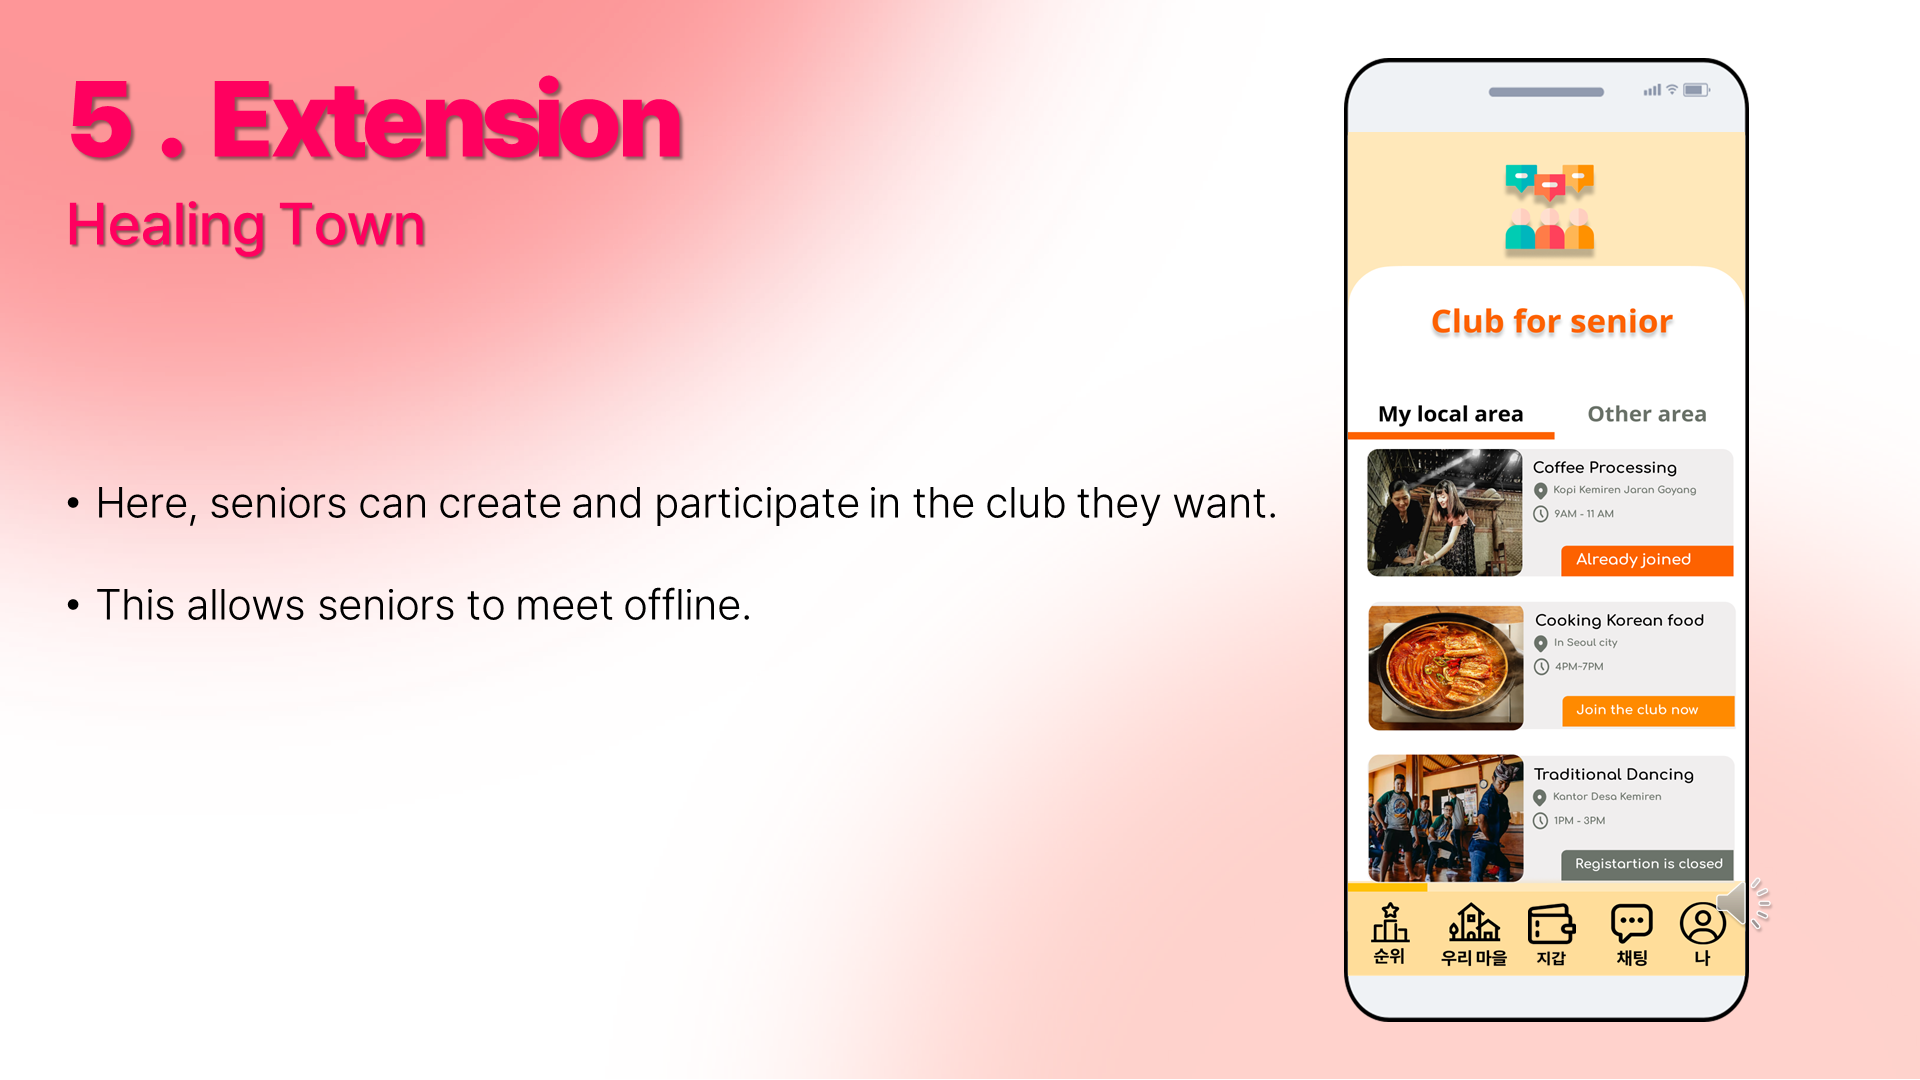 5 . Extension
Healing Town
• Here, seniors can create and participate in the club they want.
• This allows seniors to meet offline.
Club for senior
My local area
Other area
Coffee Processing
Kopi Kemiren Jaran Goyang
9AM - 11 AM
Already joined
Cooking Korean food
In Seoul city
4PM-7PM
Join the club now
Traditional Dancing
Kantor Desa Kemiren
1PM - 3PM
Registartion is closed
순위
우리 마을
지갑
채팅
나